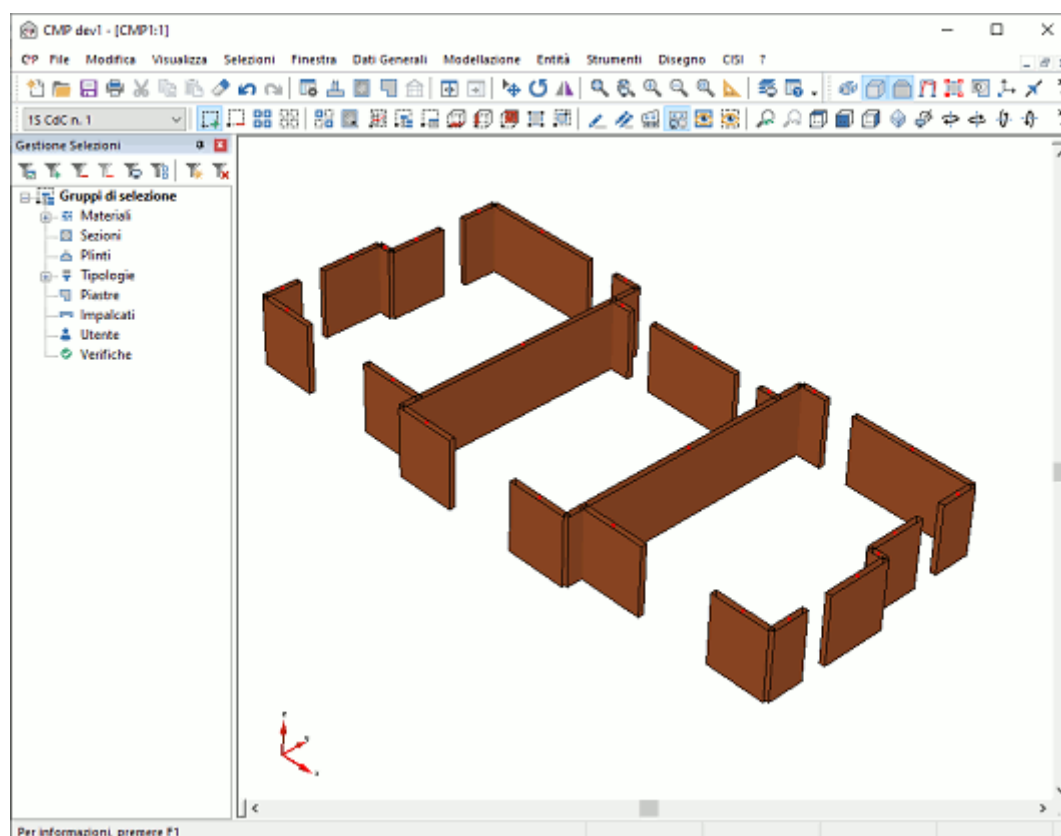 CMP dev1 - [CMP1:1]
CMP File Modifica Visualizza Selezioni Finestra Dati Generali Modellazione Entità Strumenti Disegno CISI ?
1S CdC n. 1
Gestione Selezioni
Gruppi di selezione
Materiali
Sezioni
Plinti
Tipologie
Piastre
Impalcati
Utente
Verifiche
Per informazioni, premere F1